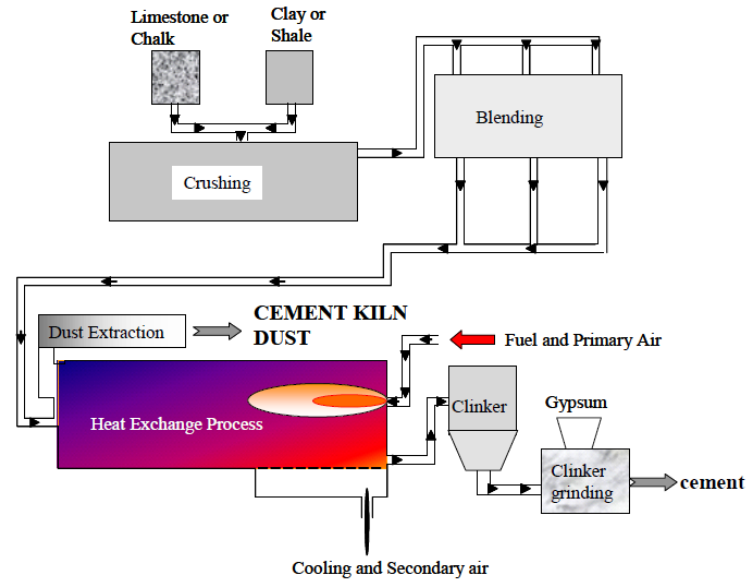 Limestone or
Chalk
Clay or
Shale
Blending
Crushing
Dust Extraction
CEMENT KILN
DUST
Fuel and Primary Air
Heat Exchange Process
Clinker
Gypsum
Clinker
grinding
cement
Cooling and Secondary air